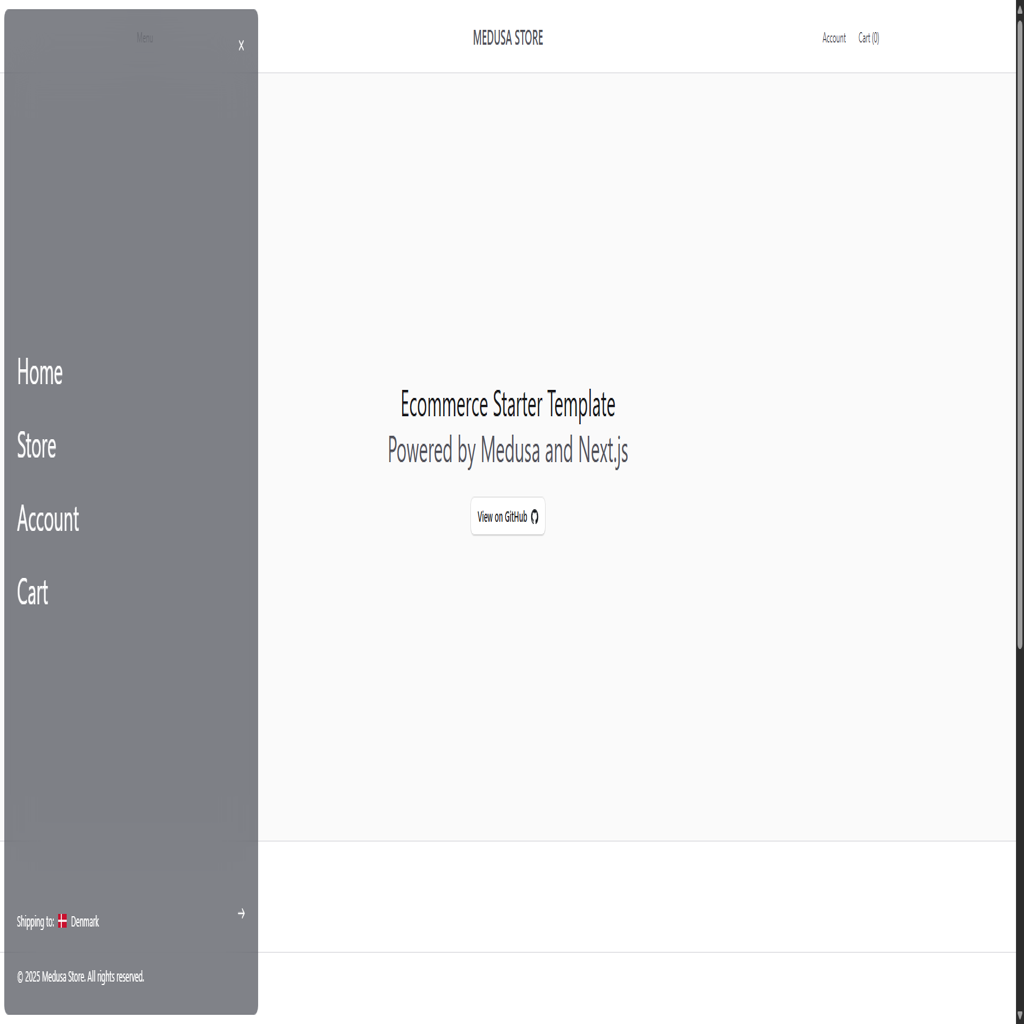 Menu
X
MEDUSA STORE
Account
Cart (0)
Home
Store
Account
Cart
Ecommerce Starter Template
Powered by Medusa and Next.js
View on GitHub
Shipping to: Denmark
© 2025 Medusa Store. All rights reserved.